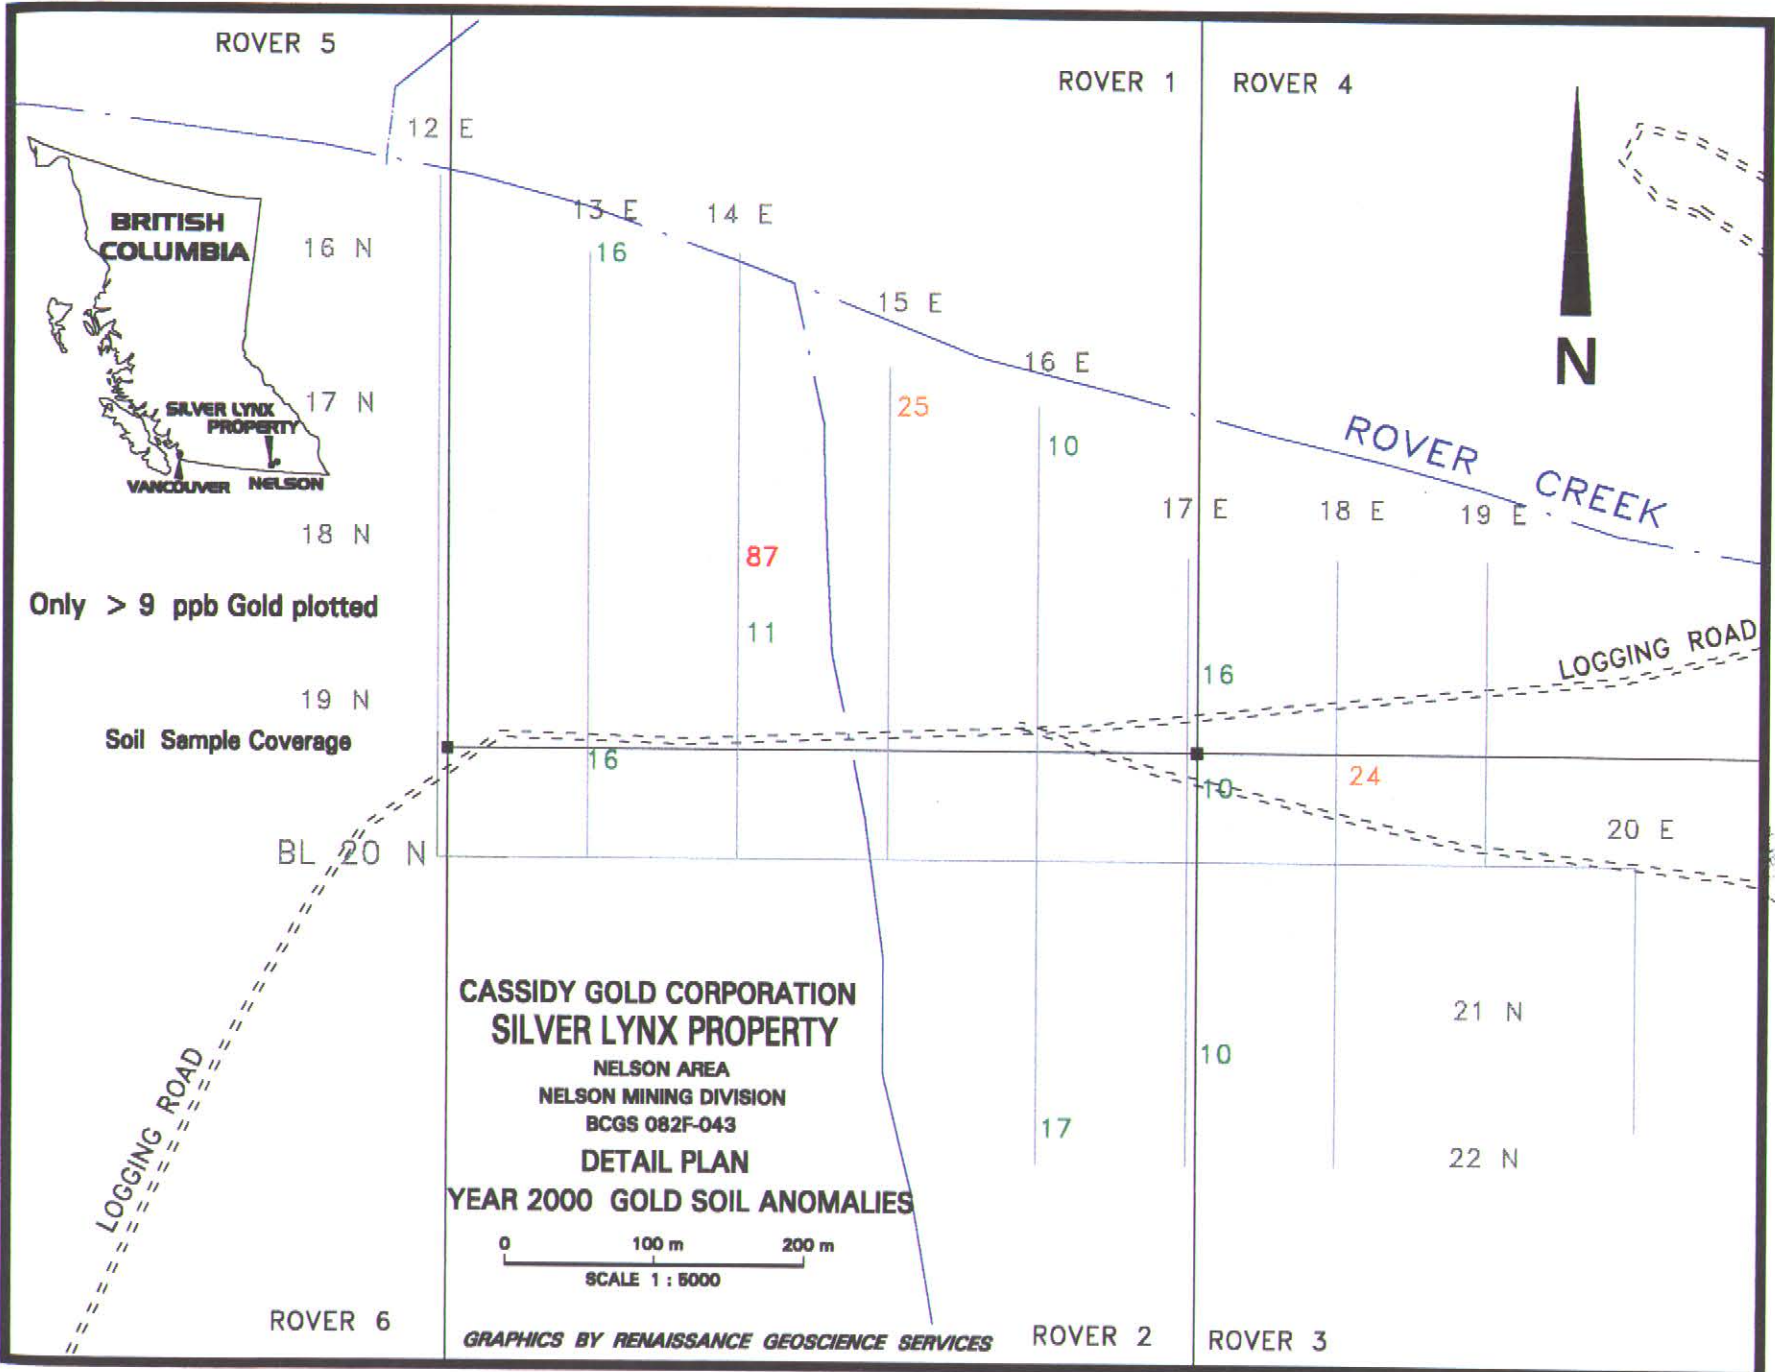 ROVER 5
ROVER 1
ROVER 4
12 E
13 E
14 E
BRITISH
COLUMBIA
16 N
16
15 E
16 E
N
17 N
25
SILVER LYNX
PROPERTY
10
ROVER CREEK
VANCOUVER NELSON
17 E
18 E
19 E
18 N
87
Only > 9 ppb Gold plotted
11
LOGGING ROAD
16
19 N
Soil Sample Coverage
16
24
10
20 E
BL 20 N
CASSIDY GOLD CORPORATION
SILVER LYNX PROPERTY
NELSON AREA
NELSON MINING DIVISION
BCGS 082F-043
DETAIL PLAN
YEAR 2000 GOLD SOIL ANOMALIES
0 100 m 200 m
SCALE 1 : 5000
21 N
10
17
22 N
LOGGING ROAD
ROVER 6
GRAPHICS BY RENAISSANCE GEOSCIENCE SERVICES
ROVER 2
ROVER 3